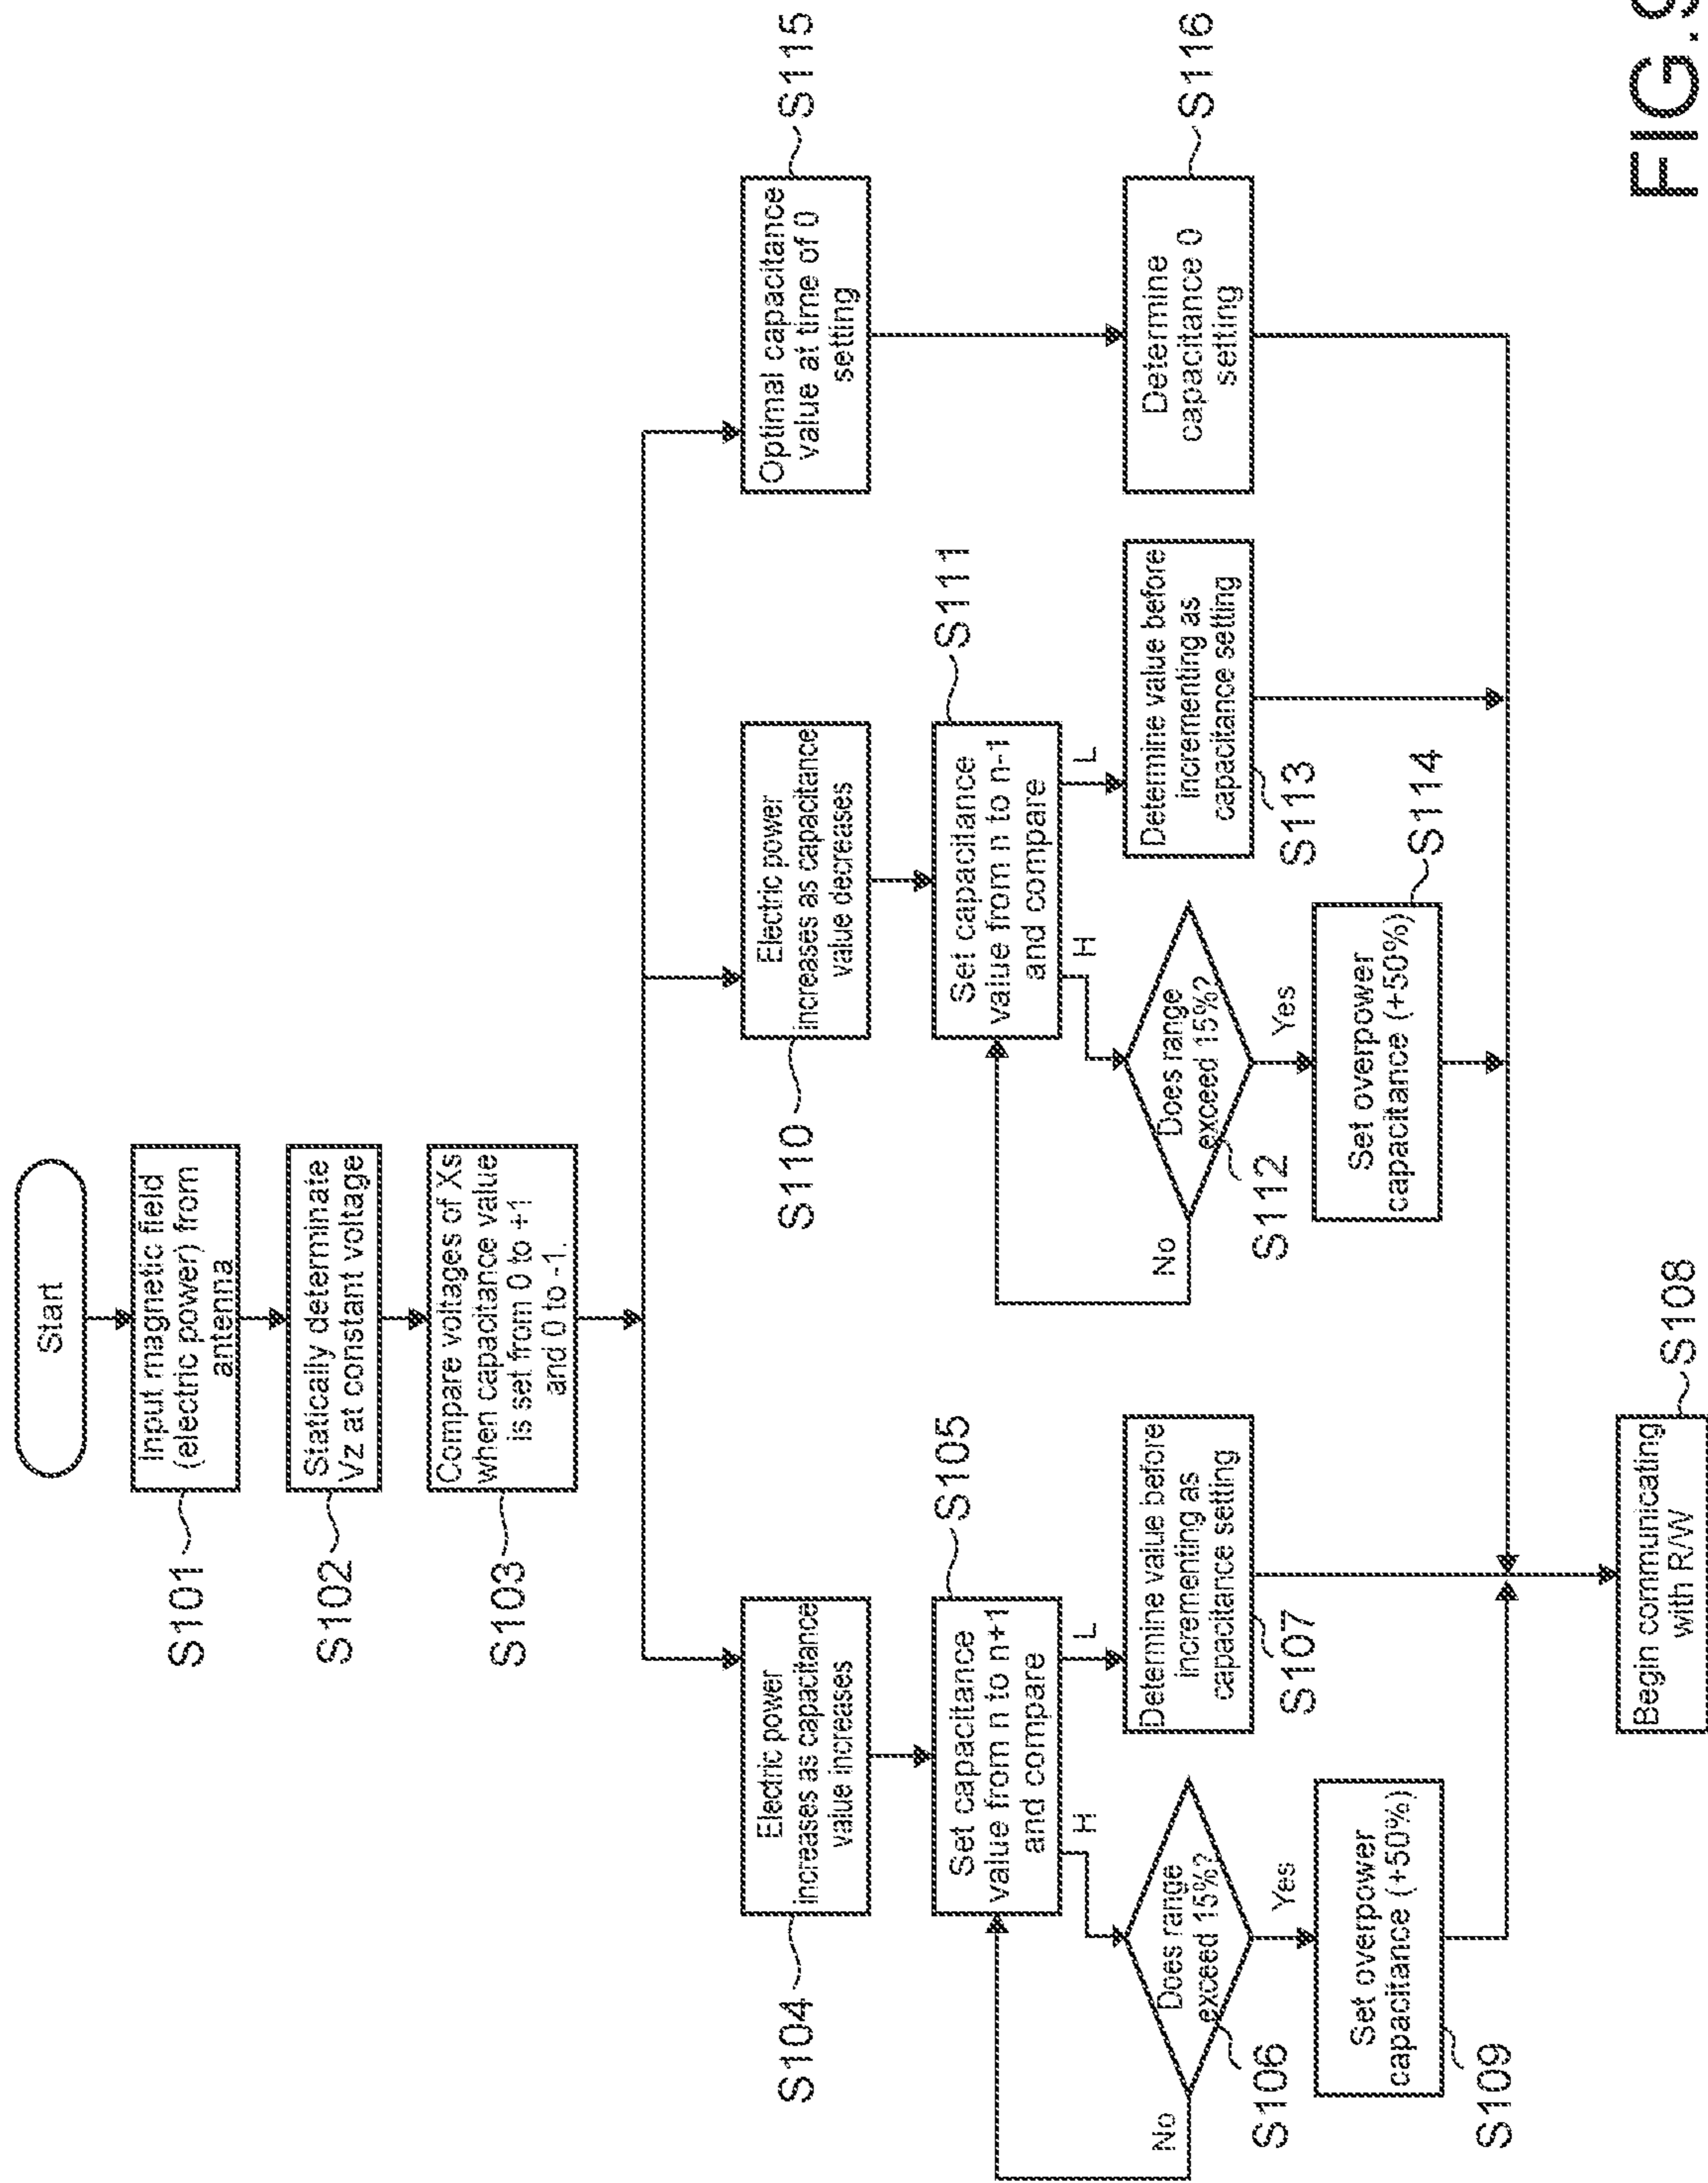 Start
Input magnetic field
(electric power) from
antenna
S101
Statically determinate
Vz at constant voltage
S102
Compare voltages of Xs
when capacitance value
is set from 0 to +1
and 0 to -1.
S103
Electric power
increases as capacitance
value increases
S104
Set capacitance
value from n to n+1
and compare
S105
H
L
Does range
exceed 15%?
S106
No
Yes
Determine value before
incrementing as
capacitance setting
S107
Set overpower
capacitance (+50%)
S109
Electric power
increases as capacitance
value decreases
S110
Set capacitance
value from n to n-1
and compare
S111
H
L
Does range
exceed 15%?
S112
No
Yes
Determine value before
incrementing as
capacitance setting
S113
Set overpower
capacitance (+50%)
S114
Optimal capacitance
value at time of 0
setting
S115
Determine
capacitance 0
setting
S116
Begin communicating
with R/W
S108
FIG.9